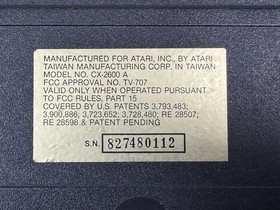 MANUFACTURED FOR ATARI, INC., BY ATARI
TAIWAN MANUFACTURING CORP. IN TAIWAN
MODEL NO. CX-2600 A
FCC APPROVAL NO. TV-707
VALID ONLY WHEN OPERATED PURSUANT
TO FCC RULES, PART 15
COVERED BY U.S. PATENTS 3,793,483;
3,900,886; 3,723,652; 3,728,480; RE 28507;
RE 28598 & PATENT PENDING
S.N. 827480112